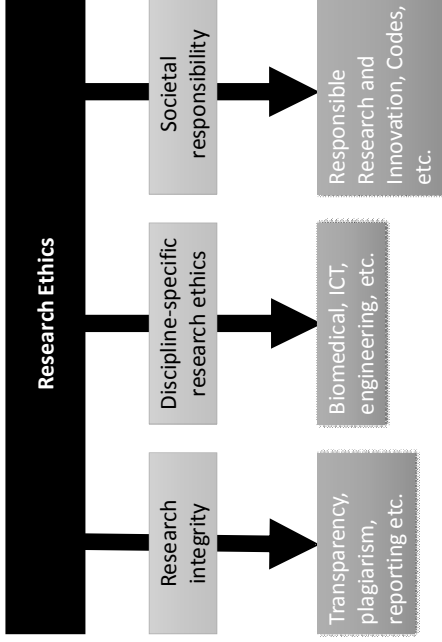 Research Ethics
Research
integrity
Discipline-specific
research ethics
Societal
responsibility
Transparency,
plagiarism,
reporting etc.
Biomedical, ICT,
engineering, etc.
Responsible
Research and
Innovation, Codes,
etc.